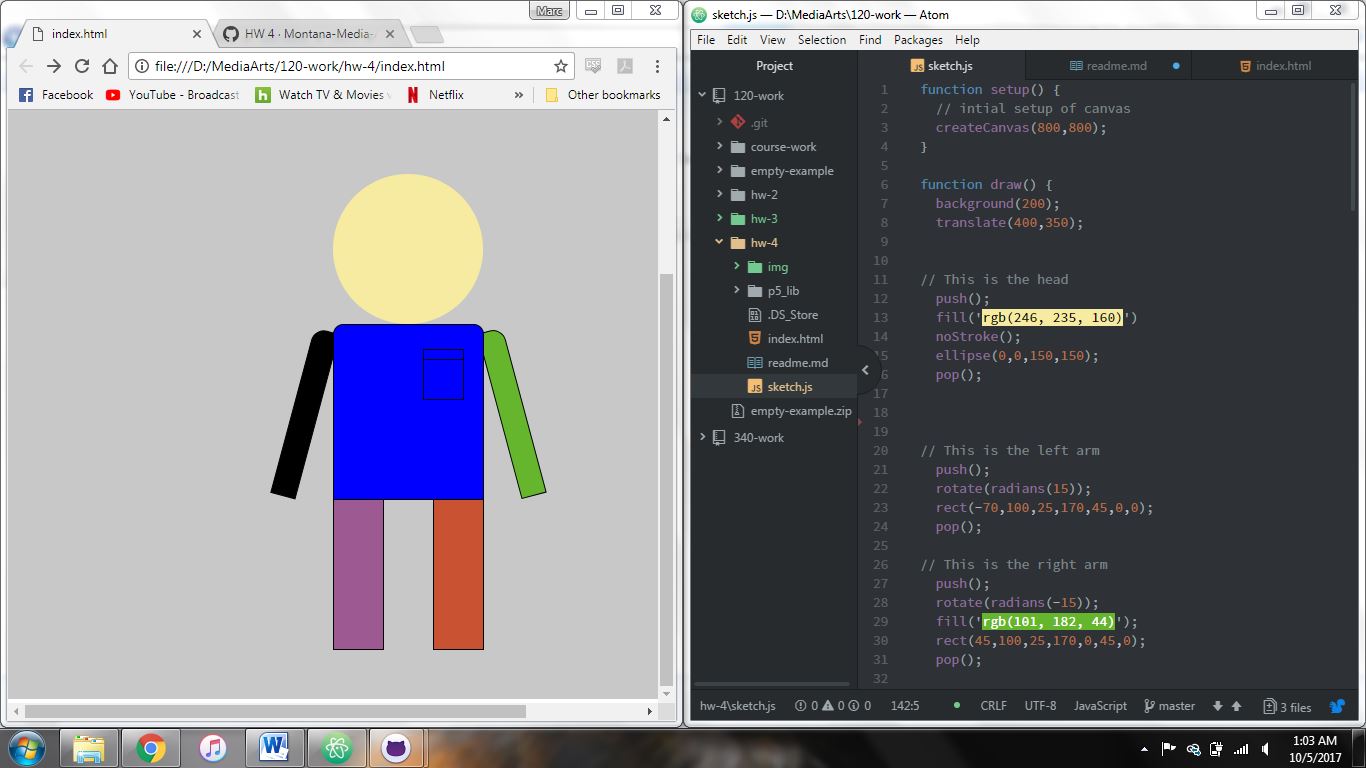 Marc
index.html
HW 4 · Montana-Media-
file:///D:/MediaArts/120-work/hw-4/index.html
Facebook
YouTube - Broadcast
Watch TV & Movies
Netflix
»
Other bookmarks
sketch.js — D:\MediaArts\120-work — Atom
File Edit View Selection Find Packages Help
Project
120-work
.git
course-work
empty-example
hw-2
hw-3
hw-4
img
p5_lib
.DS_Store
index.html
readme.md
sketch.js
empty-example.zip
340-work
sketch.js
readme.md
index.html
1 function setup() {
2 // intial setup of canvas
3 createCanvas(800,800);
4 }
5
6 function draw() {
7 background(200);
8 translate(400,350);
9
10
11 // This is the head
12 push();
13 fill('rgb(246, 235, 160)')
14 noStroke();
15 ellipse(0,0,150,150);
6 pop();
17
18
19
20 // This is the left arm
21 push();
22 rotate(radians(15));
23 rect(-70,100,25,170,45,0,0);
24 pop();
25
26 // This is the right arm
27 push();
28 rotate(radians(-15));
29 fill('rgb(101, 182, 44)');
30 rect(45,100,25,170,0,45,0);
31 pop();
32
hw-4\sketch.js 0 0 0 142:5 CRLF UTF-8 JavaScript master 3 files
1:03 AM
10/5/2017